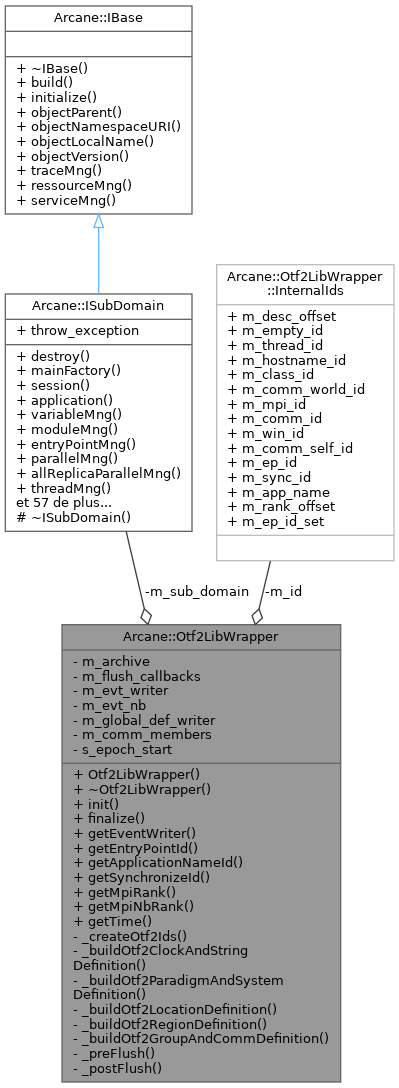 Arcane::IBase
+ ~IBase()
+ build()
+ initialize()
+ objectParent()
+ objectNamespaceURI()
+ objectLocalName()
+ objectVersion()
+ traceMng()
+ ressourceMng()
+ serviceMng()
Arcane::ISubDomain
+ throw_exception
+ destroy()
+ mainFactory()
+ session()
+ application()
+ variableMng()
+ moduleMng()
+ entryPointMng()
+ parallelMng()
+ allReplicaParallelMng()
+ threadMng()
et 57 de plus...
# ~ISubDomain()
Arcane::Otf2LibWrapper
::InternalIds
+ m_desc_offset
+ m_empty_id
+ m_thread_id
+ m_hostname_id
+ m_class_id
+ m_comm_world_id
+ m_mpi_id
+ m_comm_id
+ m_win_id
+ m_comm_self_id
+ m_ep_id
+ m_sync_id
+ m_app_name
+ m_rank_offset
+ m_ep_id_set
-m_sub_domain
-m_id
Arcane::Otf2LibWrapper
- m_archive
- m_flush_callbacks
- m_evt_writer
- m_evt_nb
- m_global_def_writer
- m_comm_members
- s_epoch_start
+ Otf2LibWrapper()
+ ~Otf2LibWrapper()
+ init()
+ finalize()
+ getEventWriter()
+ getEntryPointId()
+ getApplicationNameId()
+ getSynchronizeId()
+ getMpiRank()
+ getMpiNbRank()
+ getTime()
- _createOtf2Ids()
- _buildOtf2ClockAndString
Definition()
- _buildOtf2ParadigmAndSystem
Definition()
- _buildOtf2LocationDefinition()
- _buildOtf2RegionDefinition()
- _buildOtf2GroupAndCommDefinition()
- _preFlush()
- _postFlush()